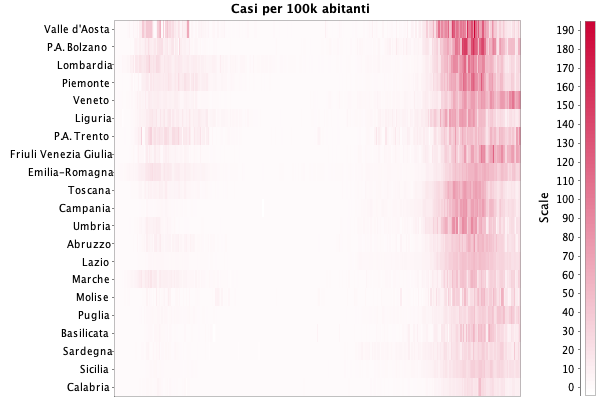 Casi per 100k abitanti
Valle d'Aosta
P.A.Bolzano
Lombardia
Piemonte
Veneto
Liguria
P.A. Trento
Friuli Venezia Giulia
Emilia-Romagna
Toscana
Campania
Umbria
Abruzzo
Lazio
Marche
Molise
Puglia
Basilicata
Sardegna
Sicilia
Calabria
Scale
190
180
170
160
150
140
130
120
110
100
90
80
70
60
50
40
30
20
10
0